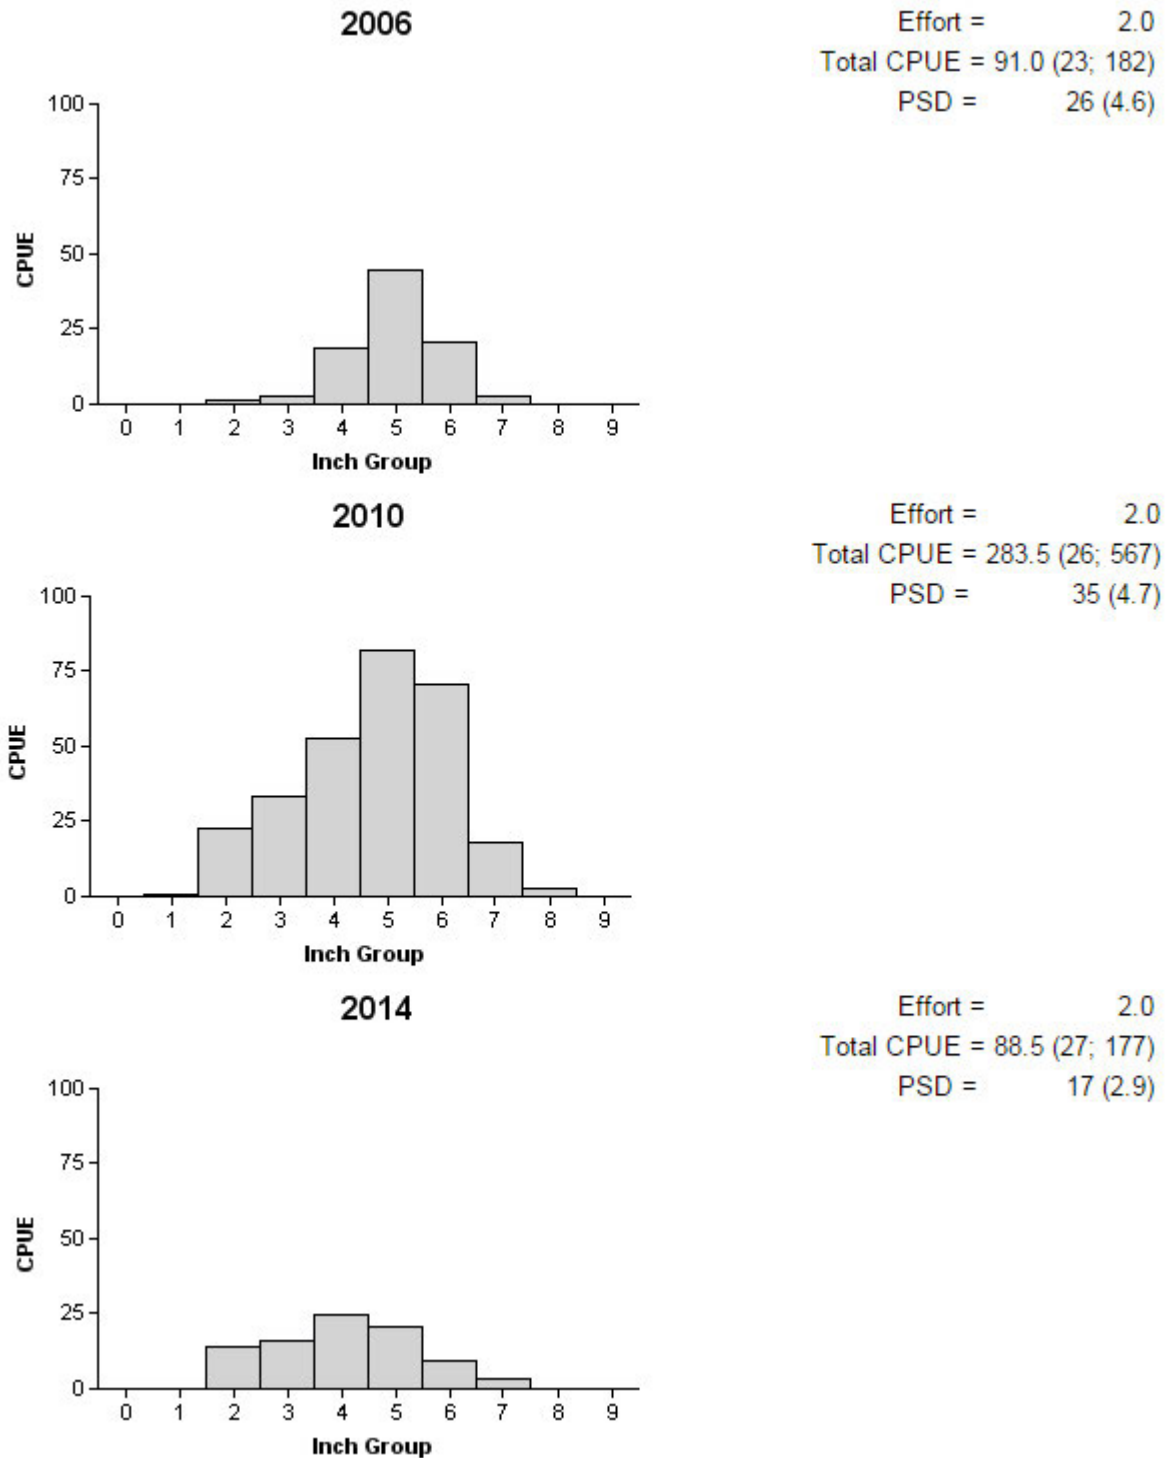 2006
Effort = 2.0
Total CPUE = 91.0 (23; 182)
PSD = 26 (4.6)
100
75
50
25
0
CPUE
0 1 2 3 4 5 6 7 8 9
Inch Group
2010
Effort = 2.0
Total CPUE = 283.5 (26; 567)
PSD = 35 (4.7)
100
75
50
25
0
CPUE
0 1 2 3 4 5 6 7 8 9
Inch Group
2014
Effort = 2.0
Total CPUE = 88.5 (27; 177)
PSD = 17 (2.9)
100
75
50
25
0
CPUE
0 1 2 3 4 5 6 7 8 9
Inch Group